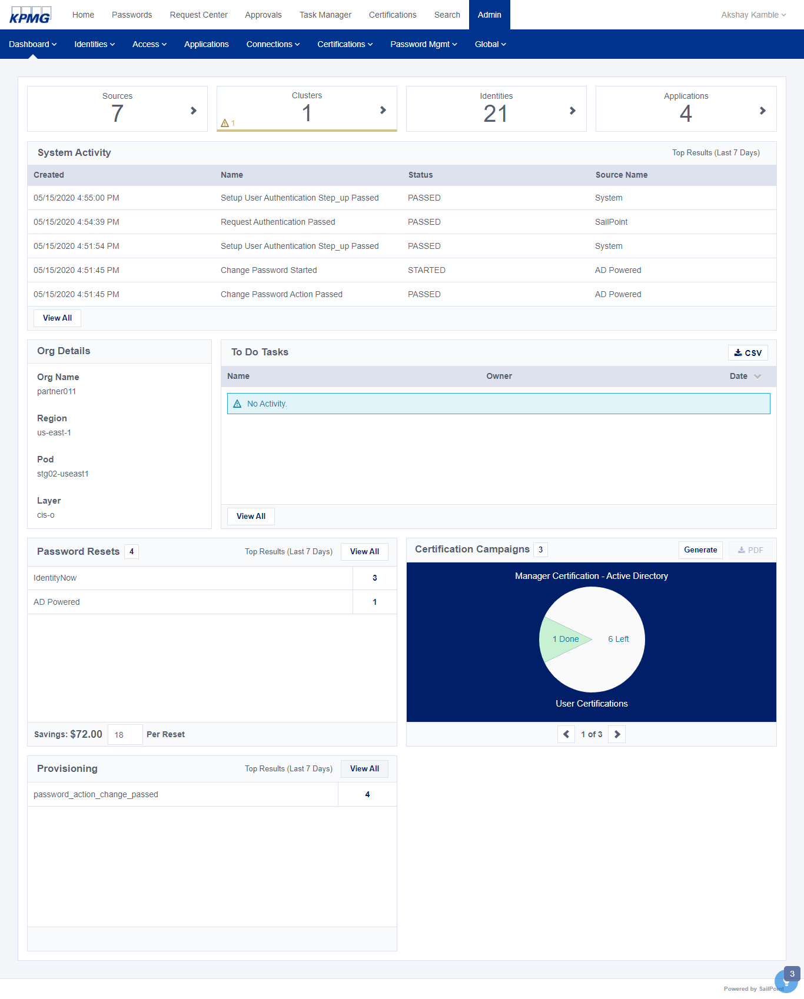 KPMG Home Passwords Request Center Approvals Task Manager Certifications Search Admin Akshay Kamble
Dashboard Identities Access Applications Connections Certifications Password Mgmt Global
Sources Clusters Identities Applications
7 1 21 4
1
System Activity Top Results (Last 7 Days)
Created Name Status Source Name
05/15/2020 4:55:00 PM Setup User Authentication Step_up Passed PASSED System
05/15/2020 4:54:39 PM Request Authentication Passed PASSED SailPoint
05/15/2020 4:51:54 PM Setup User Authentication Step_up Passed PASSED System
05/15/2020 4:51:45 PM Change Password Started STARTED AD Powered
05/15/2020 4:51:45 PM Change Password Action Passed PASSED AD Powered
View All
Org Details
Org Name
partner011
Region
us-east-1
Pod
stg02-useast1
Layer
cis-o
To Do Tasks CSV
Name Owner Date
No Activity.
View All
Password Resets 4 Top Results (Last 7 Days) View All
IdentityNow 3
AD Powered 1
Savings: $72.00 18 Per Reset
Certification Campaigns 3 Generate PDF
Manager Certification - Active Directory
1 Done 6 Left
User Certifications
1 of 3
Provisioning Top Results (Last 7 Days) View All
password_action_change_passed 4
3
Powered by SailPoint